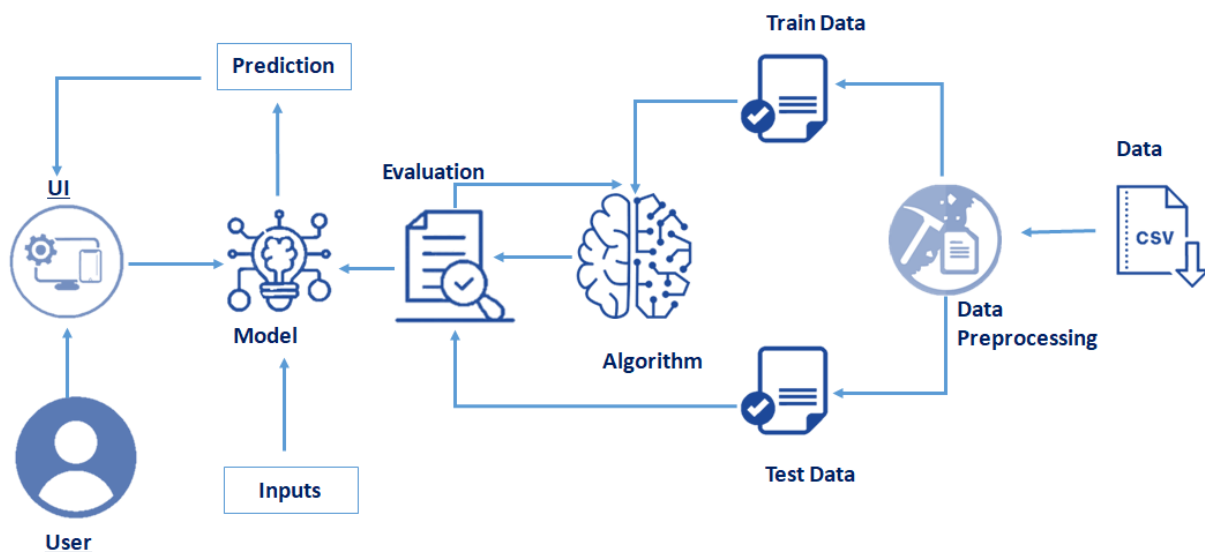 Train Data
Prediction
Data
Evaluation
UI
CSV
Data
Preprocessing
Model
Algorithm
Test Data
Inputs
User